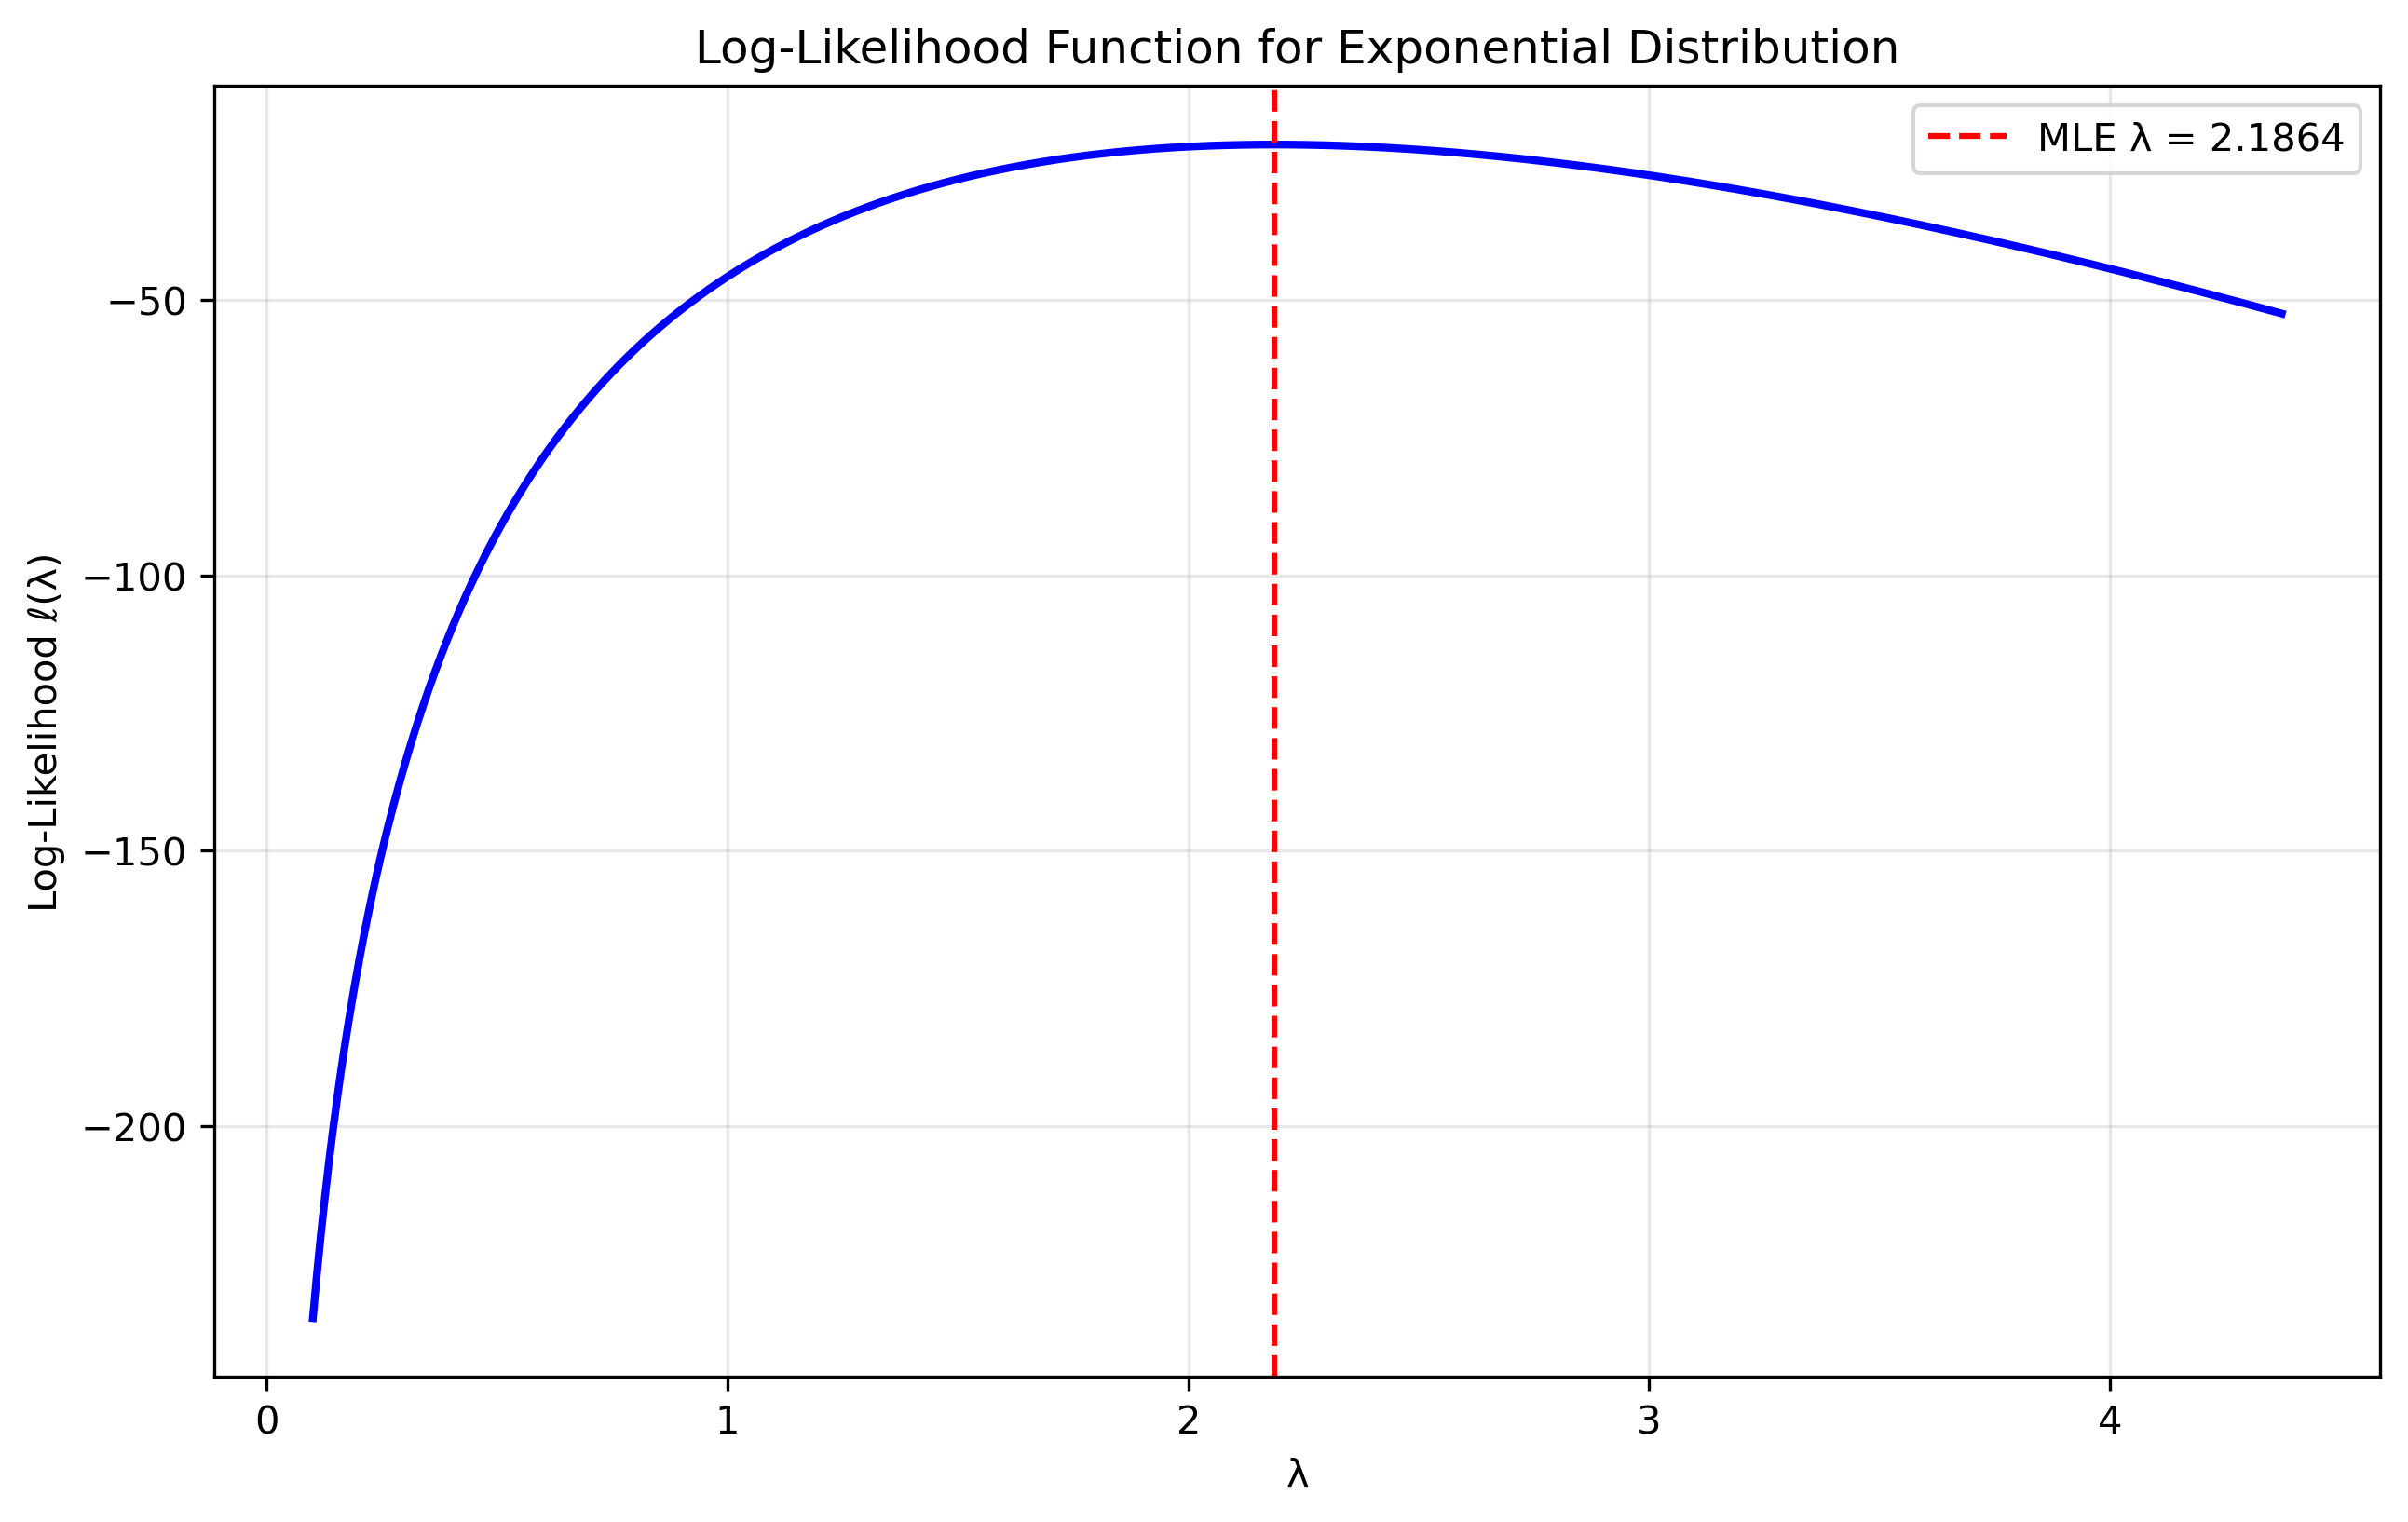 Log-Likelihood Function for Exponential Distribution
MLE λ = 2.1864
Log-Likelihood ℓ(λ)
−50
−100
−150
−200
0 1 2 3 4
λ